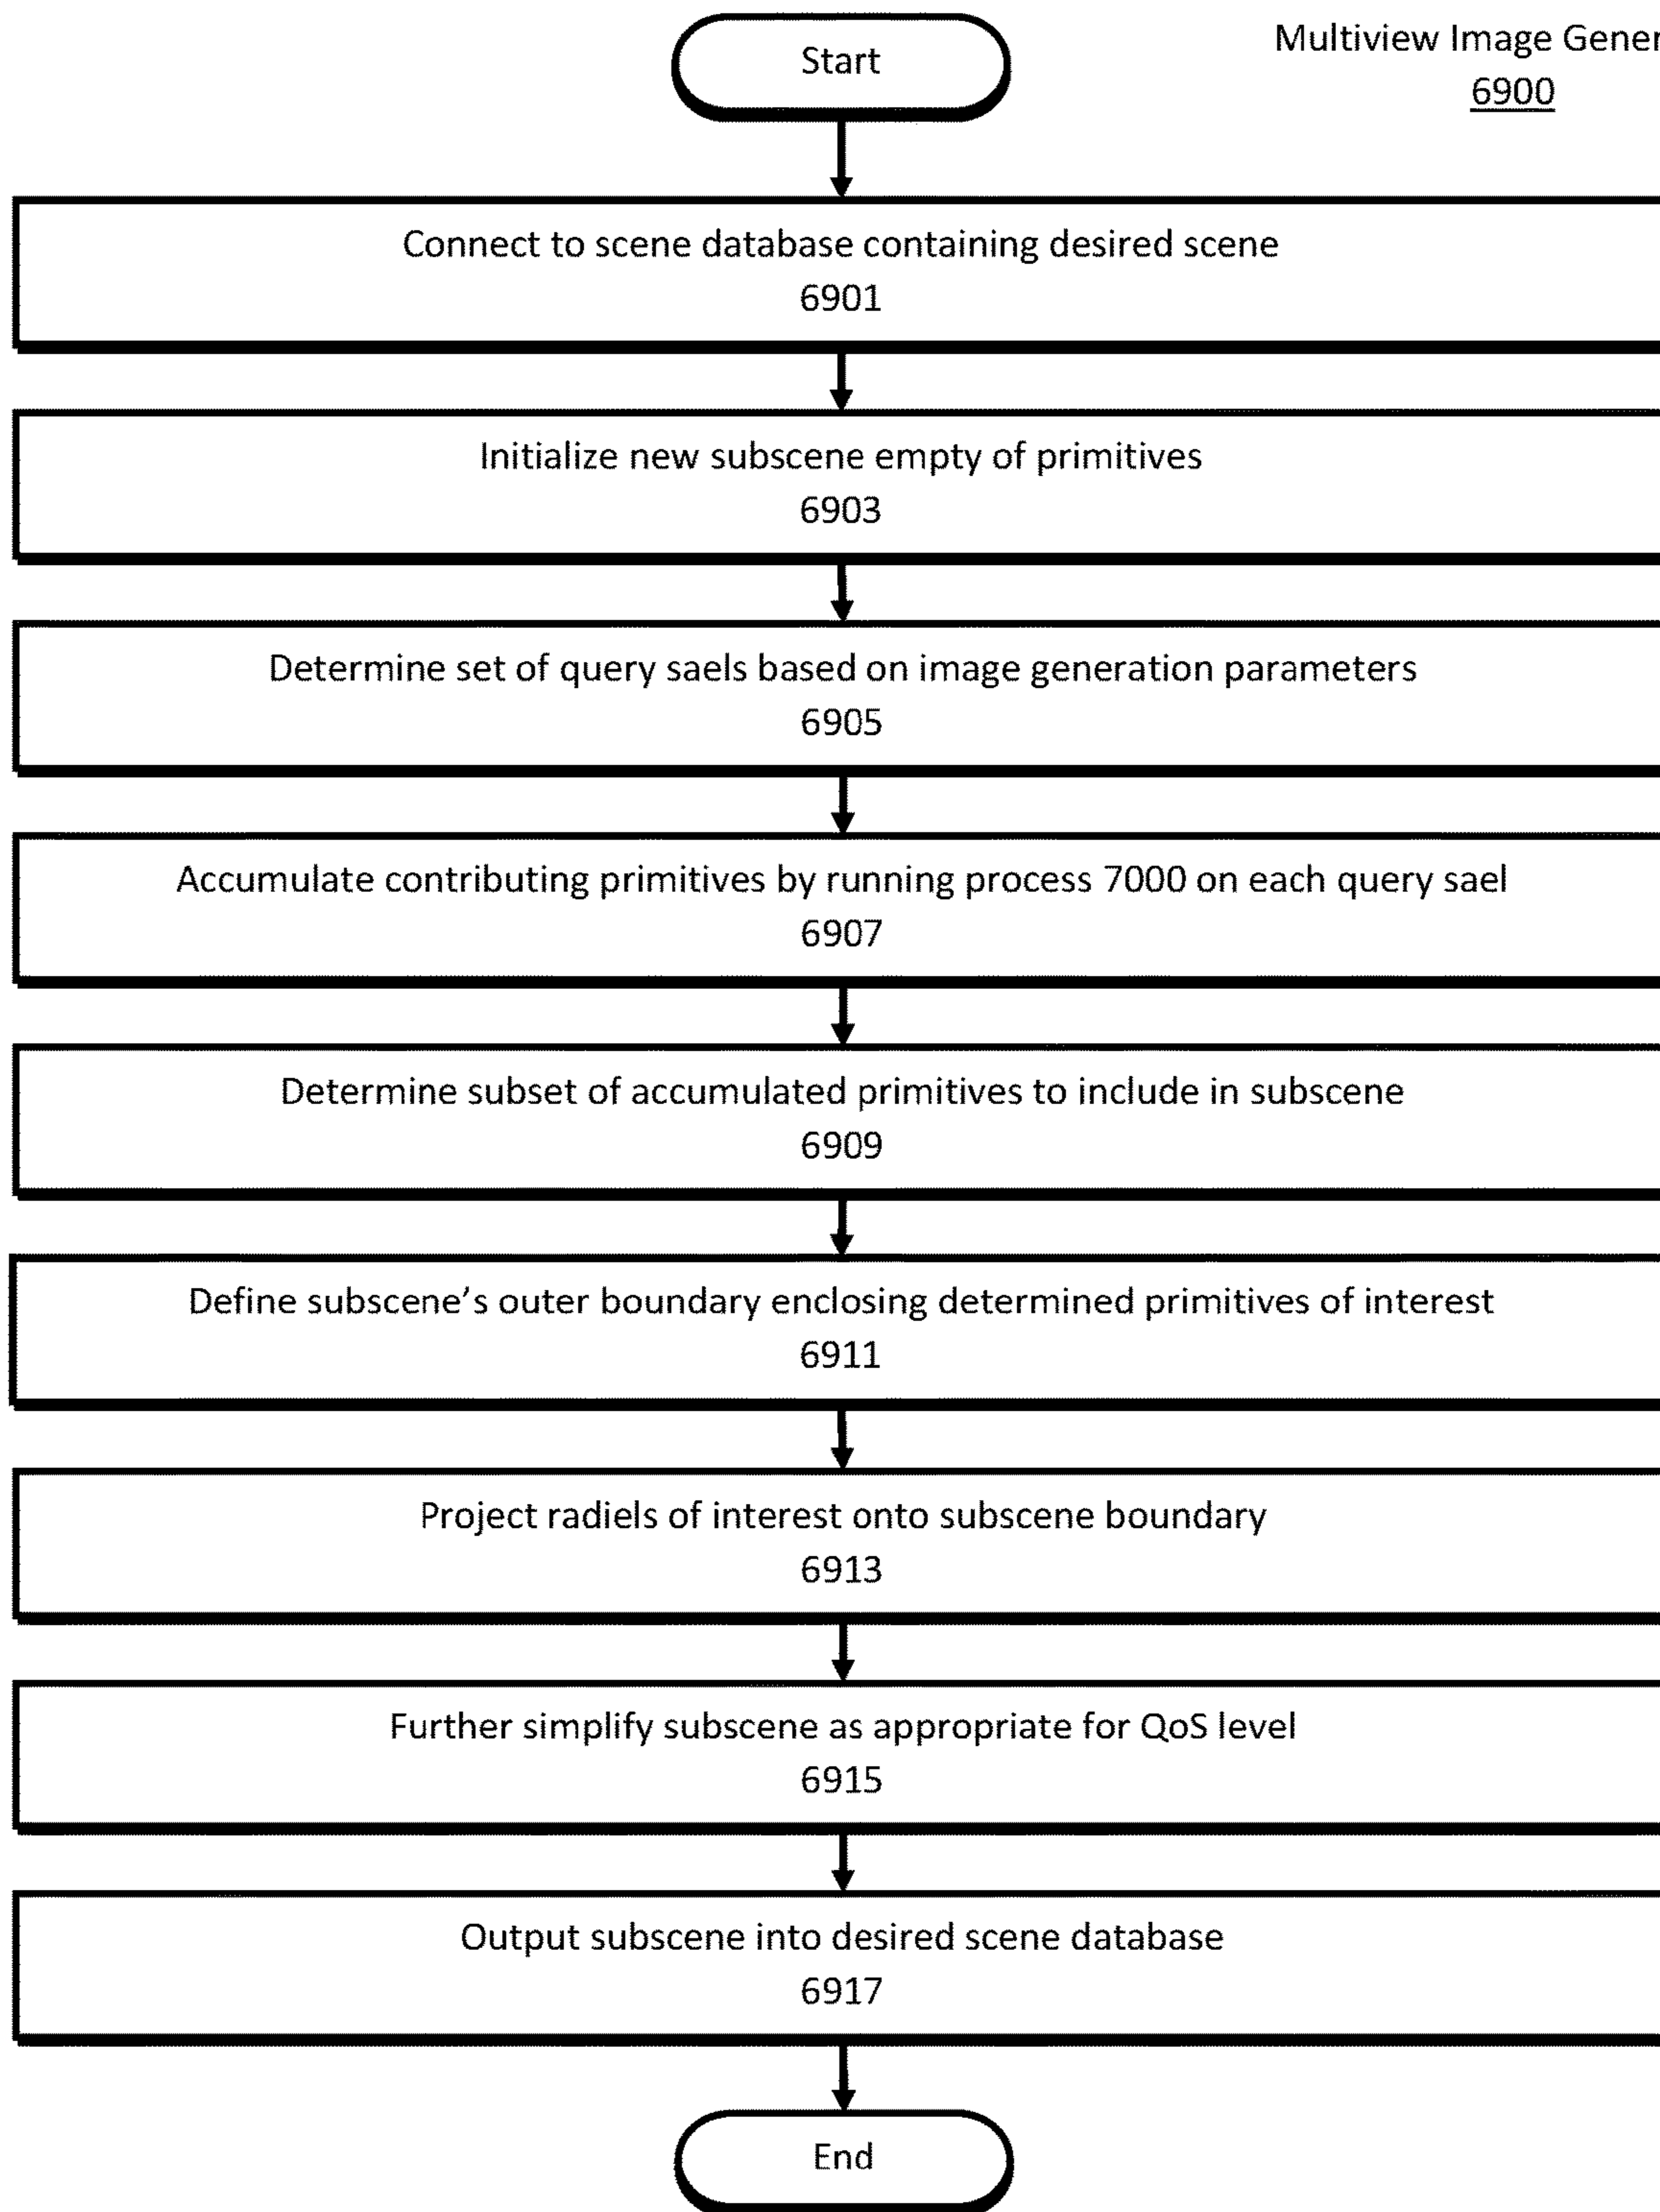 Start
Multiview Image Gener
6900
Connect to scene database containing desired scene
6901
Initialize new subscene empty of primitives
6903
Determine set of query saels based on image generation parameters
6905
Accumulate contributing primitives by running process 7000 on each query sael
6907
Determine subset of accumulated primitives to include in subscene
6909
Define subscene’s outer boundary enclosing determined primitives of interest
6911
Project radiels of interest onto subscene boundary
6913
Further simplify subscene as appropriate for QoS level
6915
Output subscene into desired scene database
6917
End